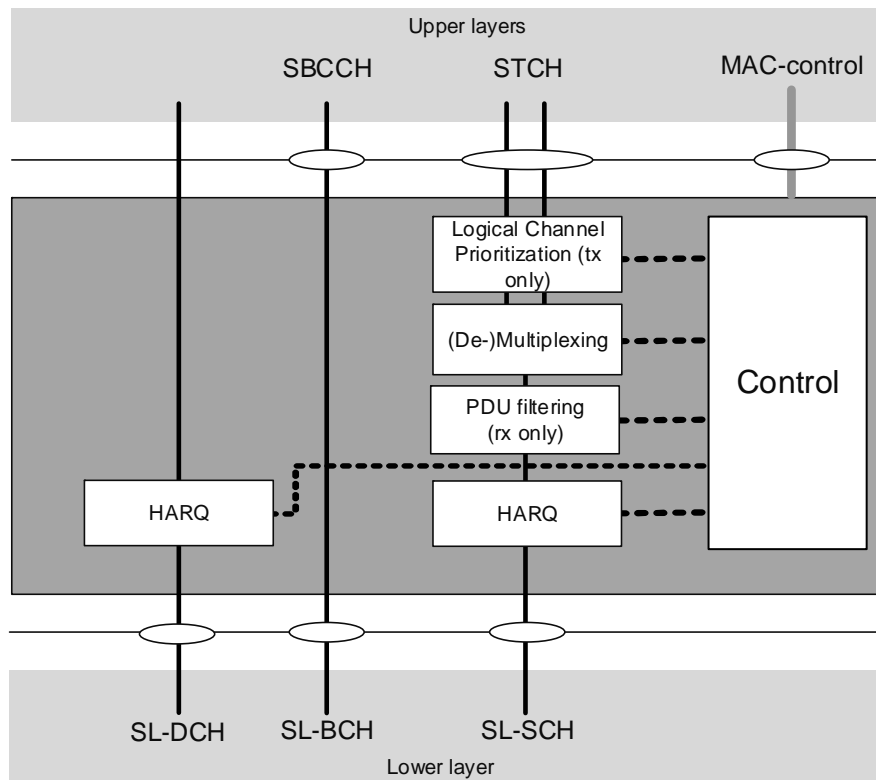 Upper layers
SBCCH
STCH
MAC-control
Logical Channel
Prioritization (tx
only)
(De-)Multiplexing
Control
PDU filtering
(rx only)
HARQ
HARQ
SL-DCH
SL-BCH
SL-SCH
Lower layer